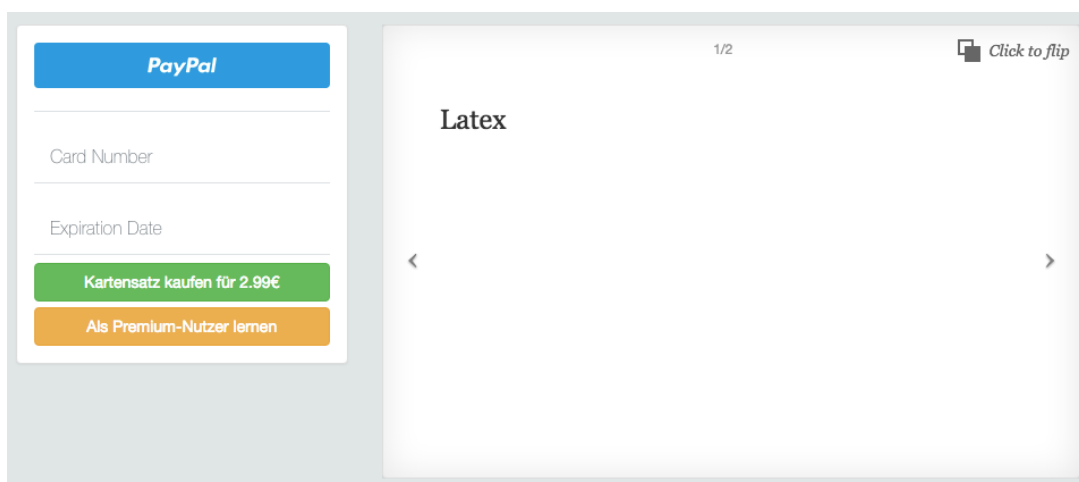 PayPal
Card Number
Expiration Date
Kartensatz kaufen für 2.99€
Als Premium-Nutzer lernen
1/2
Click to flip
Latex